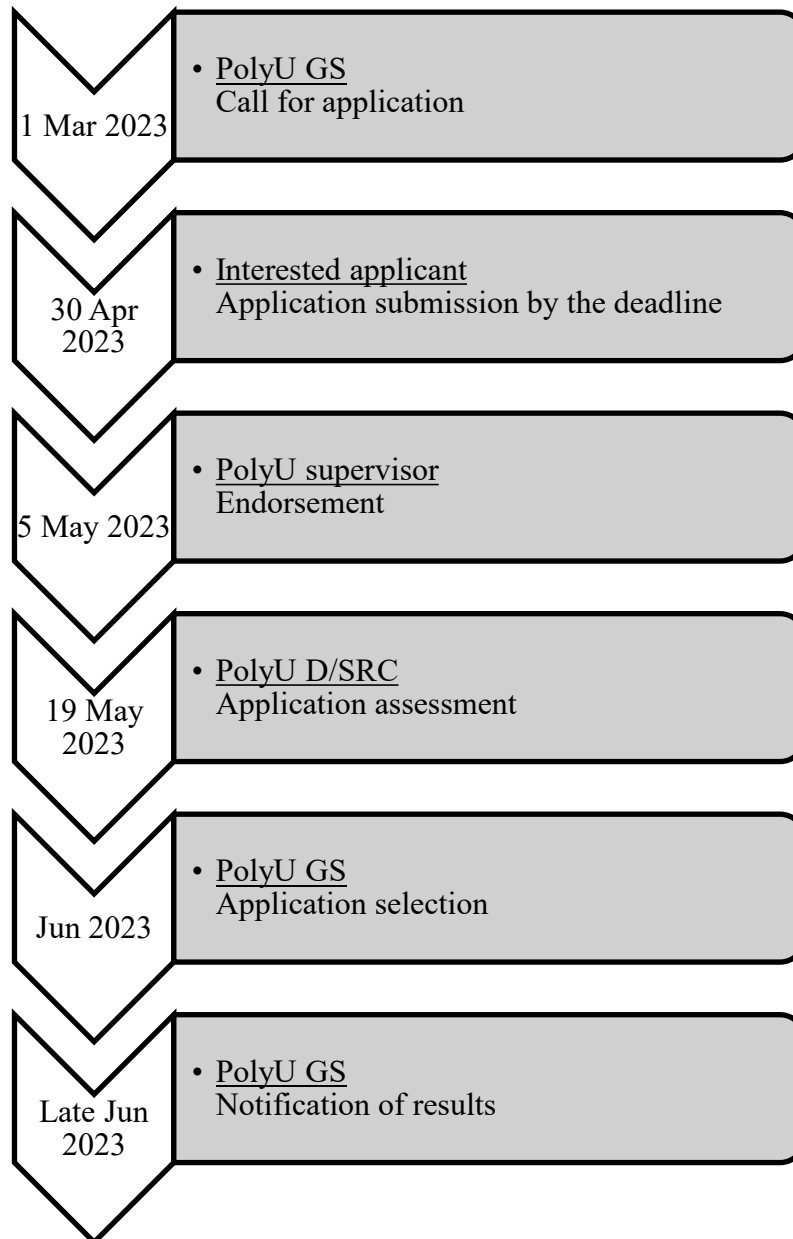 1 Mar 2023
• PolyU GS
Call for application
30 Apr
2023
• Interested applicant
Application submission by the deadline
5 May 2023
• PolyU supervisor
Endorsement
19 May
2023
• PolyU D/SRC
Application assessment
Jun 2023
• PolyU GS
Application selection
Late Jun
2023
• PolyU GS
Notification of results